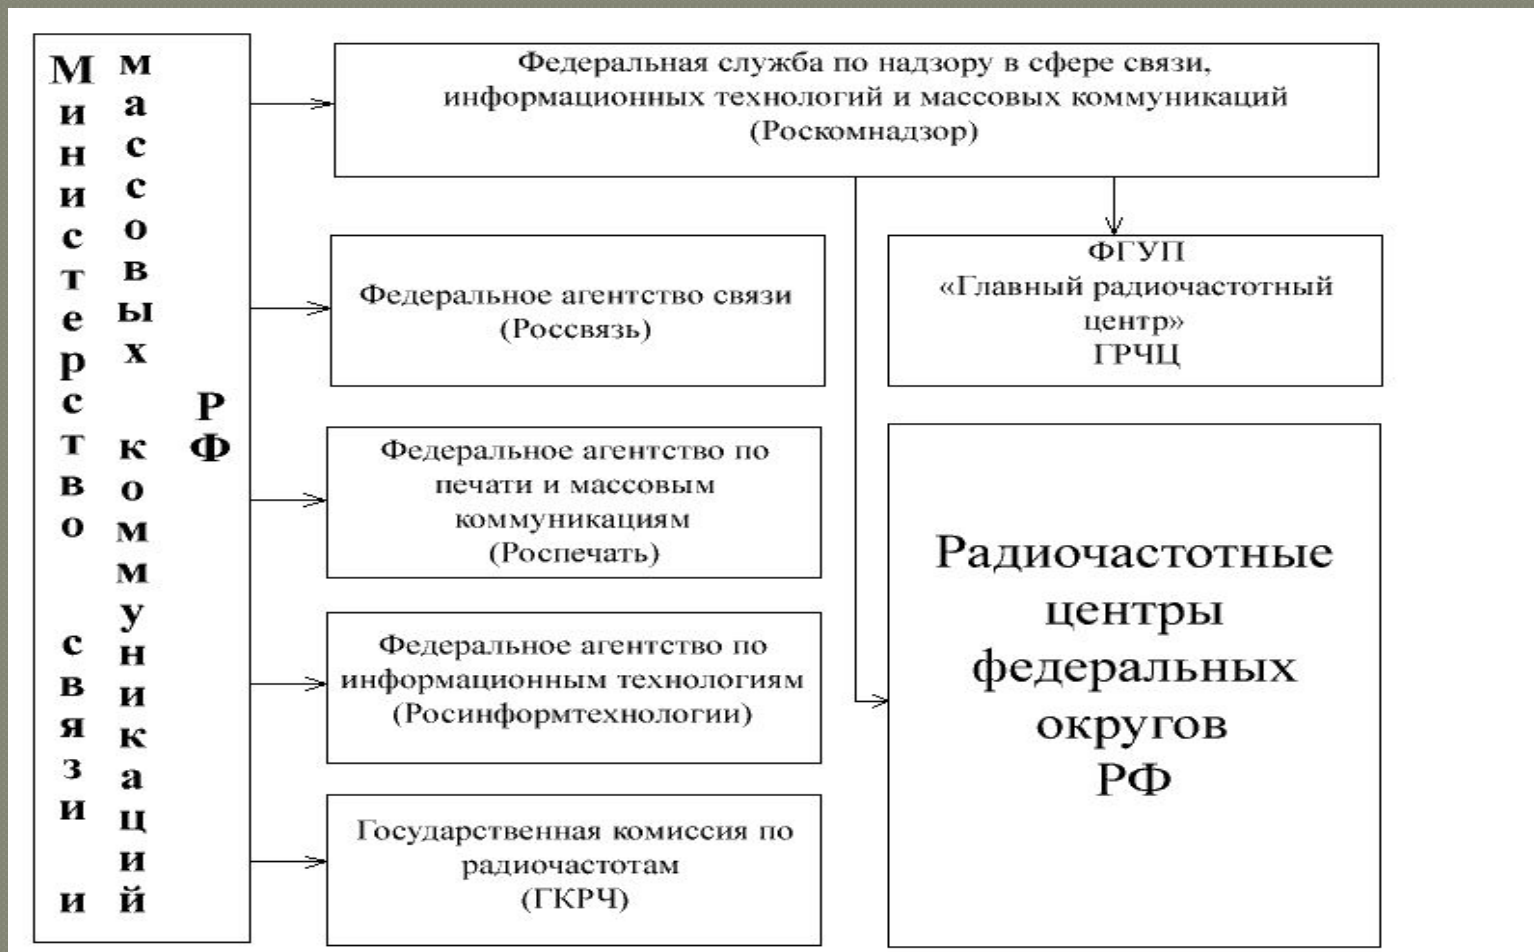 Министерство связи и
массовых коммуникаций
РФ
Федеральная служба по надзору в сфере связи,
информационных технологий и массовых коммуникаций
(Роскомнадзор)
Федеральное агентство связи
(Россвязь)
ФГУП
«Главный радиочастотный
центр»
ГРЧЦ
Федеральное агентство по
печати и массовым
коммуникациям
(Роспечать)
Федеральное агентство по
информационным технологиям
(Росинформтехнологии)
Государственная комиссия по
радиочастотам
(ГКРЧ)
Радиочастотные
центры
федеральных
округов
РФ